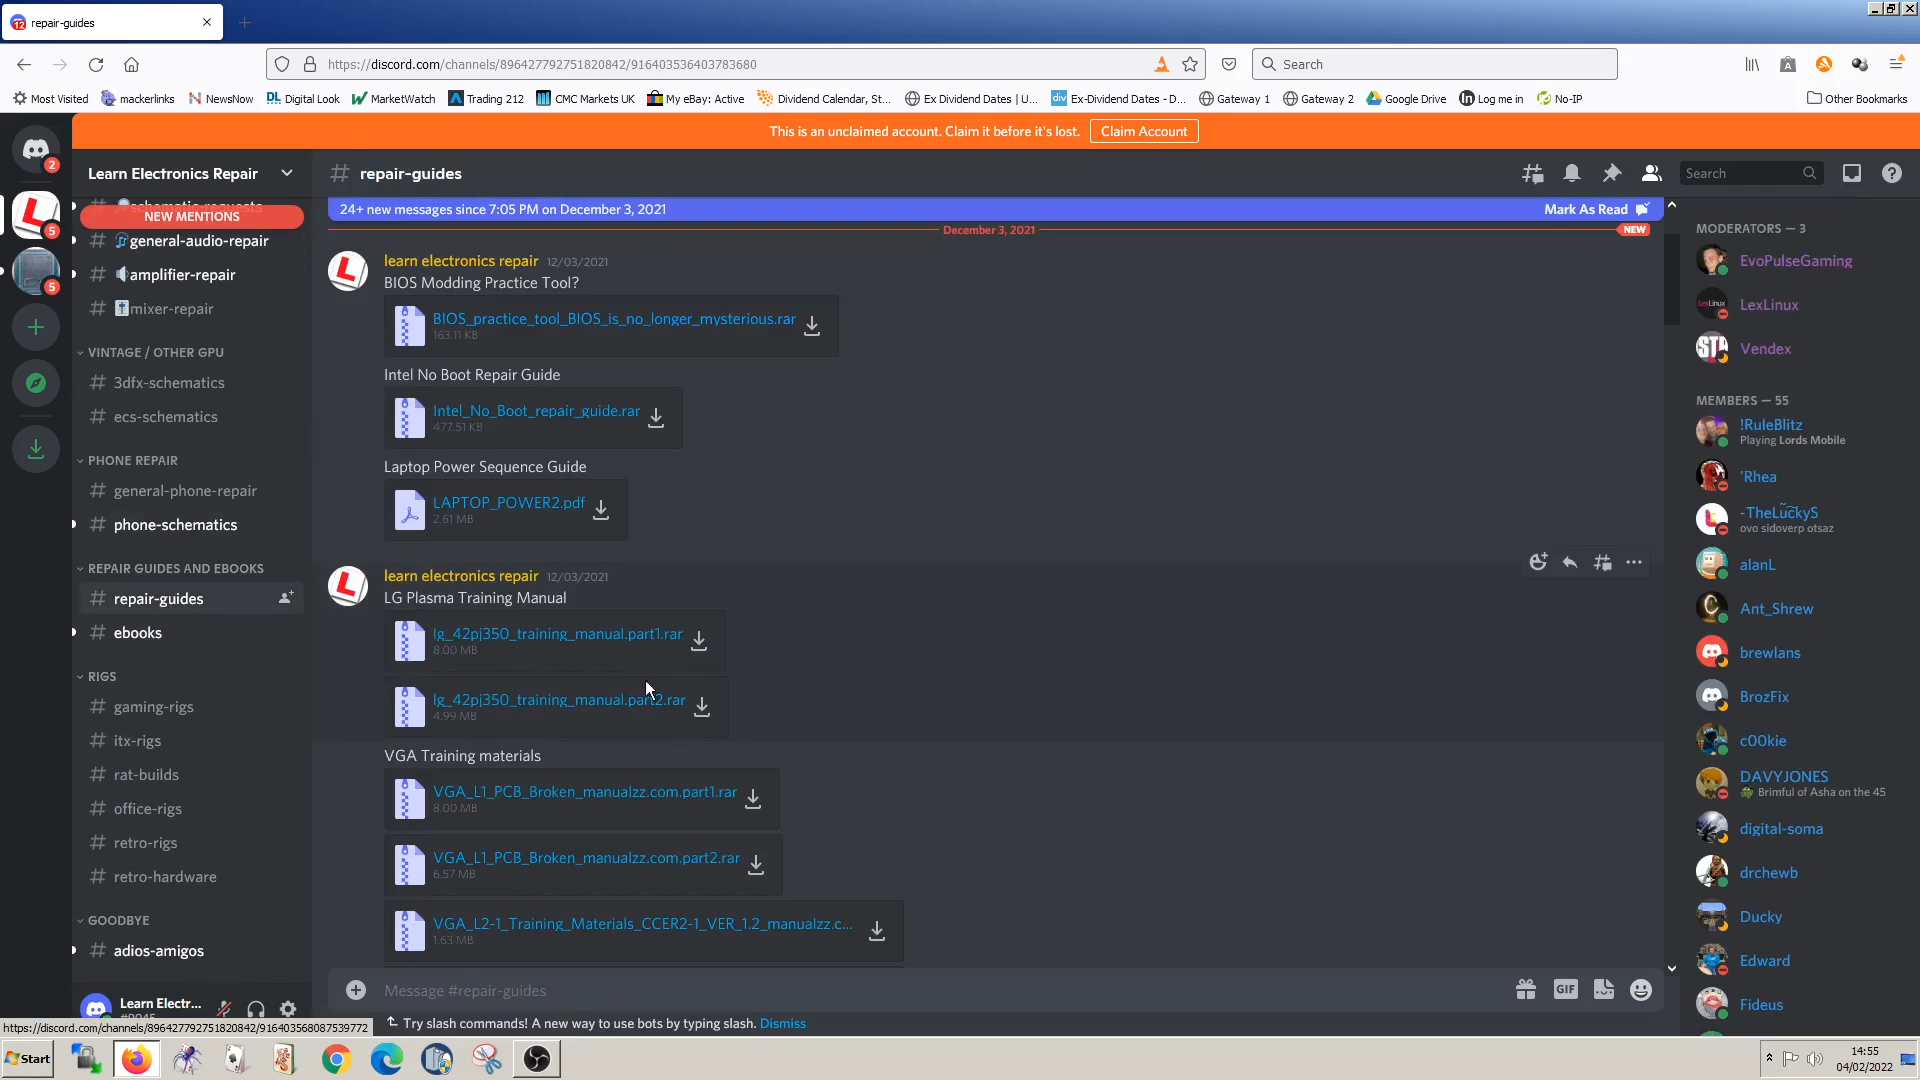 repair-guides
https://discord.com/channels/896427792751820842/916403536403783680
Search
Most Visited
mackerlinks
NewsNow
Digital Look
MarketWatch
Trading 212
CMC Markets UK
My eBay: Active
Dividend Calendar, St...
Ex Dividend Dates | U...
Ex-Dividend Dates - D...
Gateway 1
Gateway 2
Google Drive
Log me in
No-IP
Other Bookmarks
This is an unclaimed account. Claim it before it's lost.
Claim Account
2
5
5
Learn Electronics Repair
schematic-requests
NEW MENTIONS
general-audio-repair
amplifier-repair
mixer-repair
VINTAGE / OTHER GPU
3dfx-schematics
ecs-schematics
PHONE REPAIR
general-phone-repair
phone-schematics
REPAIR GUIDES AND EBOOKS
repair-guides
ebooks
RIGS
gaming-rigs
itx-rigs
rat-builds
office-rigs
retro-rigs
retro-hardware
GOODBYE
adios-amigos
Learn Electr...
https://discord.com/channels/896427792751820842/916403568087539772
repair-guides
Search
24+ new messages since 7:05 PM on December 3, 2021
Mark As Read
December 3, 2021
NEW
learn electronics repair 12/03/2021
BIOS Modding Practice Tool?
BIOS_practice_tool_BIOS_is_no_longer_mysterious.rar
163.11 KB
Intel No Boot Repair Guide
Intel_No_Boot_repair_guide.rar
477.51 KB
Laptop Power Sequence Guide
LAPTOP_POWER2.pdf
2.61 MB
learn electronics repair 12/03/2021
LG Plasma Training Manual
lg_42pj350_training_manual.part1.rar
8.00 MB
lg_42pj350_training_manual.part2.rar
4.99 MB
VGA Training materials
VGA_L1_PCB_Broken_manualzz.com.part1.rar
8.00 MB
VGA_L1_PCB_Broken_manualzz.com.part2.rar
6.57 MB
VGA_L2-1_Training_Materials_CCER2-1_VER_1.2_manualzz.c...
1.63 MB
Message #repair-guides
GIF
Try slash commands! A new way to use bots by typing slash. Dismiss
MODERATORS — 3
EvoPulseGaming
LexLinux
Vendex
MEMBERS — 55
!RuleBlitz
Playing Lords Mobile
'Rhea
-TheLuckyS
ovo sidoverp otsaz
alanL
Ant_Shrew
brewlans
BrozFix
c00kie
DAVYJONES
Brimful of Asha on the 45
digital-soma
drchewb
Ducky
Edward
Fideus
Start
14:55
04/02/2022